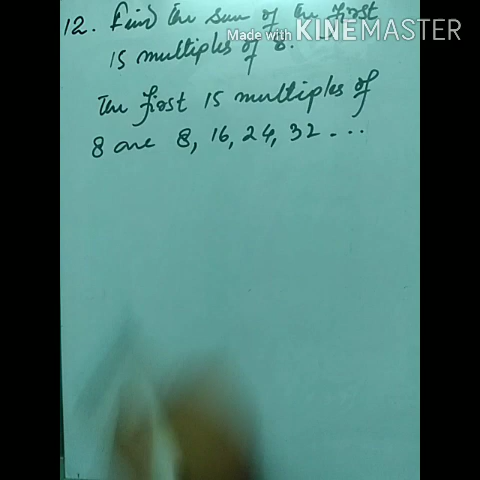 12. Find the sum of the first
Made with KINEMASTER
15 multiples of 8.
The first 15 multiples of
8 are 8, 16, 24, 32 ...